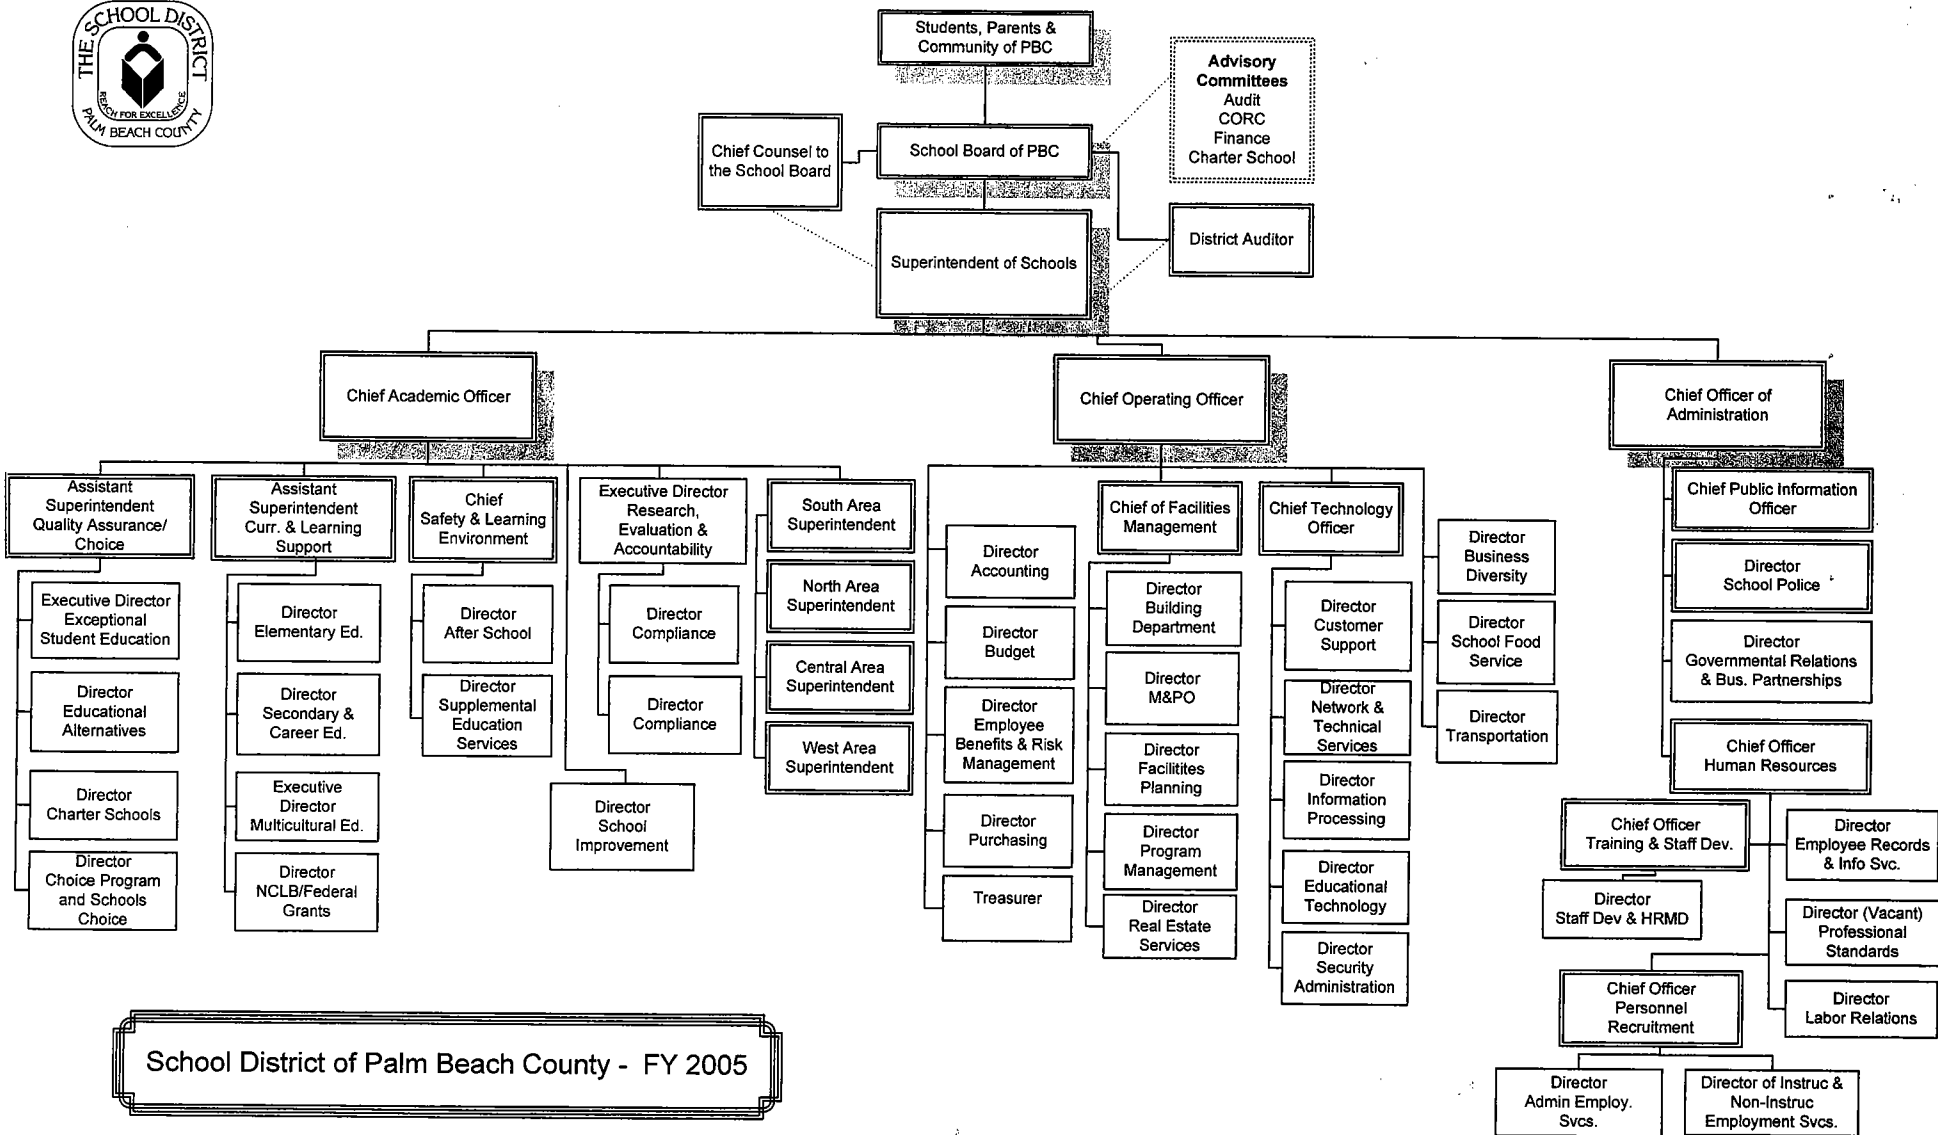 THE SCHOOL DISTRICT
REACH FOR EXCELLENCE
PALM BEACH COUNTY
Students, Parents &
Community of PBC
Advisory
Committees
Audit
CORC
Finance
Charter School
Chief Counsel to
the School Board
School Board of PBC
District Auditor
Superintendent of Schools
Chief Academic Officer
Chief Operating Officer
Chief Officer of
Administration
Assistant
Superintendent
Quality Assurance/
Choice
Executive Director
Exceptional
Student Education
Director
Educational
Alternatives
Director
Charter Schools
Director
Choice Program
and Schools
Choice
Assistant
Superintendent
Curr. & Learning
Support
Director
Elementary Ed.
Director
Secondary &
Career Ed.
Executive
Director
Multicultural Ed.
Director
NCLB/Federal
Grants
Chief
Safety & Learning
Environment
Director
After School
Director
Supplemental
Education
Services
Director
School
Improvement
Executive Director
Research,
Evaluation &
Accountability
Director
Compliance
Director
Compliance
South Area
Superintendent
North Area
Superintendent
Central Area
Superintendent
West Area
Superintendent
Director
Accounting
Director
Budget
Director
Employee
Benefits & Risk
Management
Director
Purchasing
Treasurer
Chief of Facilities
Management
Director
Building
Department
Director
M&PO
Director
Facilitites
Planning
Director
Program
Management
Director
Real Estate
Services
Chief Technology
Officer
Director
Customer
Support
Director
Network &
Technical
Services
Director
Information
Processing
Director
Educational
Technology
Director
Security
Administration
Director
Business
Diversity
Director
School Food
Service
Director
Transportation
Chief Public Information
Officer
Director
School Police
Director
Governmental Relations
& Bus. Partnerships
Chief Officer
Human Resources
Chief Officer
Training & Staff Dev.
Director
Staff Dev & HRMD
Director
Employee Records
& Info Svc.
Director (Vacant)
Professional
Standards
Director
Labor Relations
Chief Officer
Personnel
Recruitment
Director
Admin Employ.
Svcs.
Director of Instruc &
Non-Instruc
Employment Svcs.
School District of Palm Beach County - FY 2005